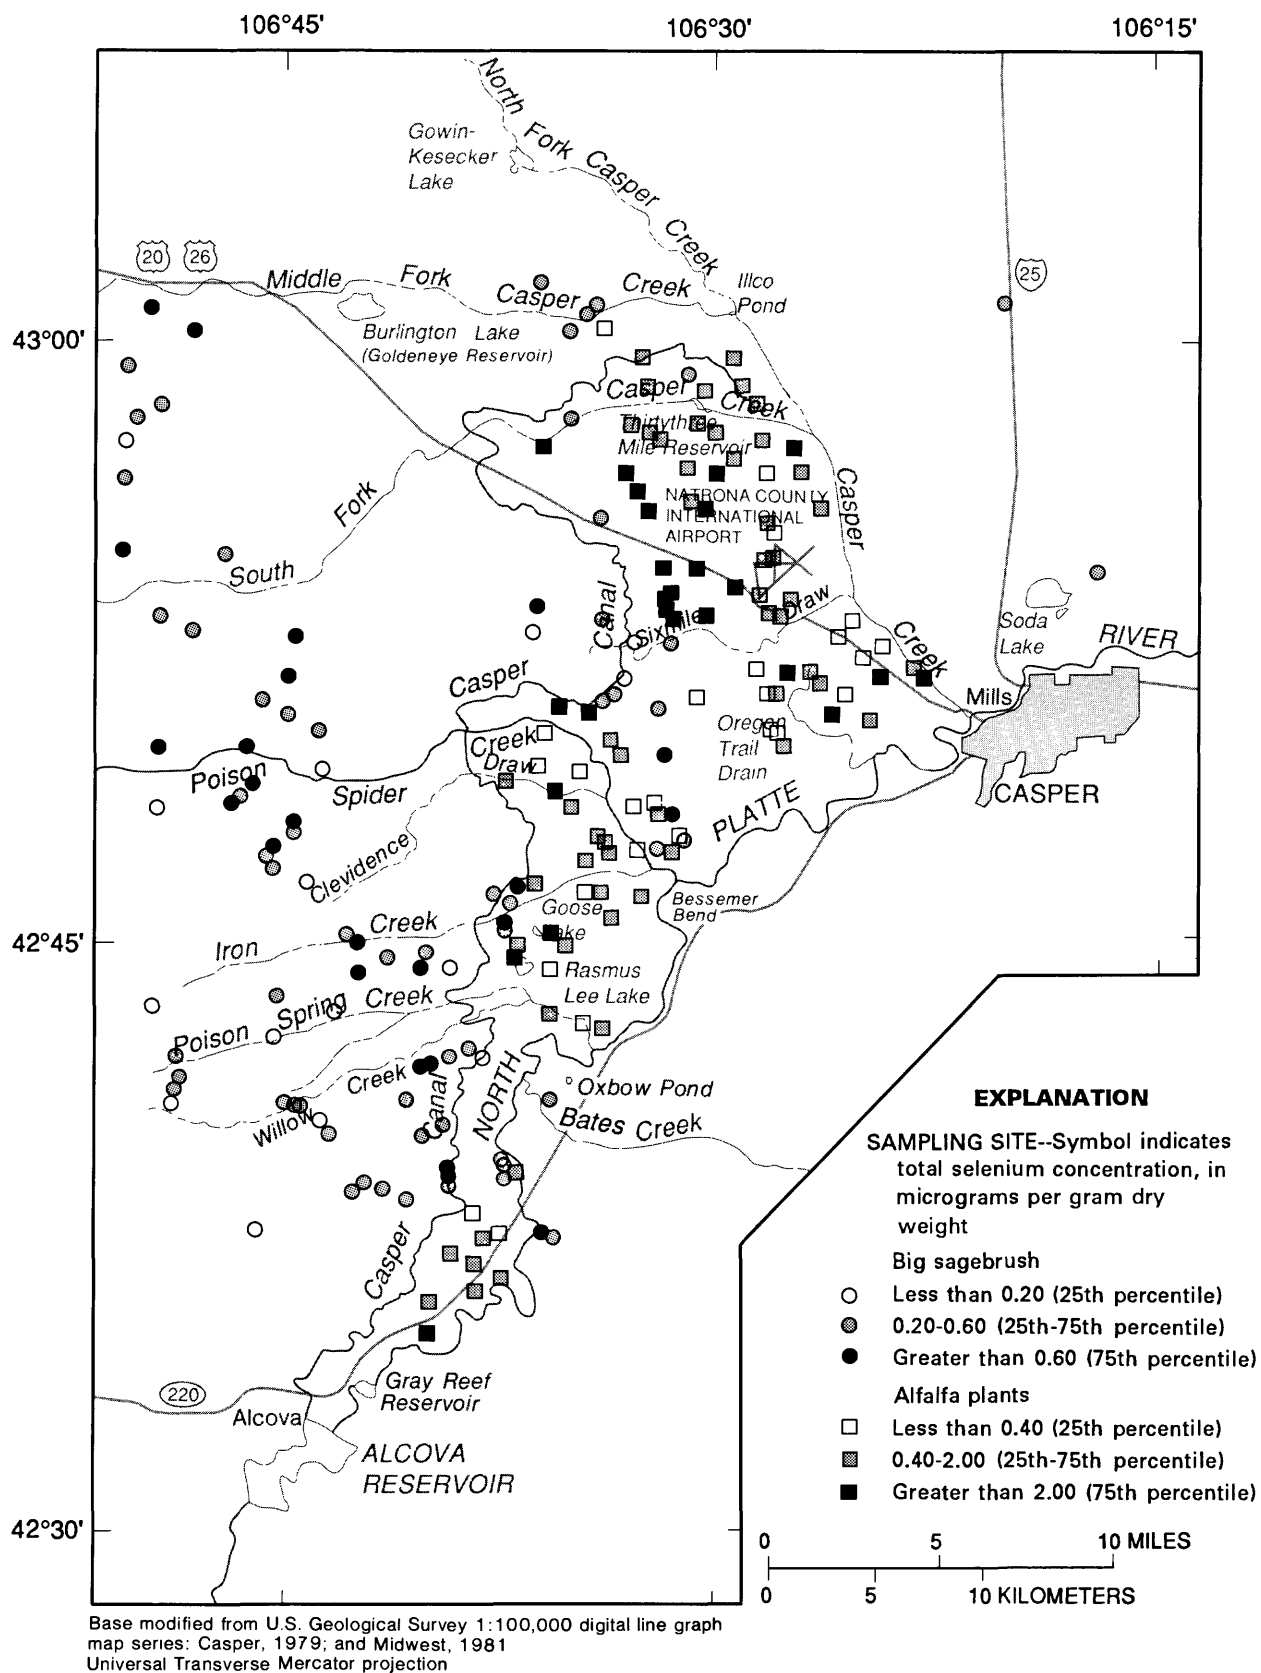 106°45' 106°30' 106°15'
North
Fork Casper
Creek
Gowin-
Kesecker
Lake
20 26
Middle Fork
Casper Creek
Illco
Pond
25
Burlington Lake
(Goldeneye Reservoir)
43°00'
Casper
Creek
Thirtythree
Mile Reservoir
NATRONA COUNTY
INTERNATIONAL
AIRPORT
Casper
Creek
South Fork
Canal
Sixmile Draw
Soda
Lake
RIVER
Casper
Mills
Creek
Draw
Oregon
Trail
Drain
Poison
Spider
CASPER
PLATTE
Clevidence
Bessemer
Bend
Goose
Lake
Iron Creek
42°45'
Rasmus
Lee Lake
Poison Spring Creek
Willow Creek
Canal
NORTH
Oxbow Pond
Bates Creek
Casper
EXPLANATION
SAMPLING SITE--Symbol indicates
total selenium concentration, in
micrograms per gram dry
weight
Big sagebrush
Less than 0.20 (25th percentile)
0.20-0.60 (25th-75th percentile)
Greater than 0.60 (75th percentile)
Alfalfa plants
Less than 0.40 (25th percentile)
0.40-2.00 (25th-75th percentile)
Greater than 2.00 (75th percentile)
220
Gray Reef
Reservoir
Alcova
ALCOVA
RESERVOIR
42°30'
0 5 10 MILES
0 5 10 KILOMETERS
Base modified from U.S. Geological Survey 1:100,000 digital line graph
map series: Casper, 1979; and Midwest, 1981
Universal Transverse Mercator projection